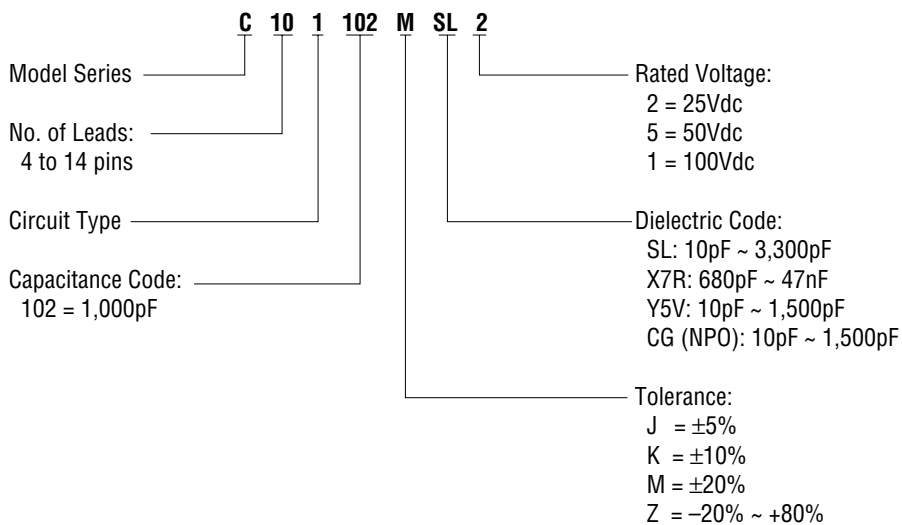 C 10 1 102 M SL 2
Model Series
No. of Leads:
4 to 14 pins
Circuit Type
Capacitance Code:
102 = 1,000pF
Rated Voltage:
2 = 25Vdc
5 = 50Vdc
1 = 100Vdc
Dielectric Code:
SL: 10pF ~ 3,300pF
X7R: 680pF ~ 47nF
Y5V: 10pF ~ 1,500pF
CG (NPO): 10pF ~ 1,500pF
Tolerance:
J = ±5%
K = ±10%
M = ±20%
Z = –20% ~ +80%